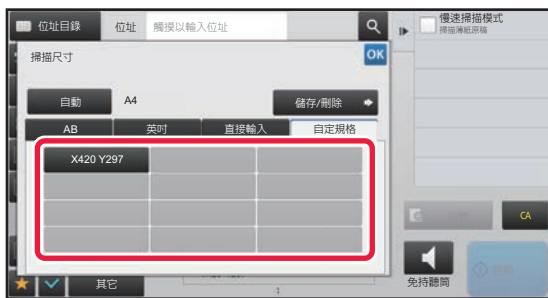 位址目錄
位址
觸摸以輸入位址
慢速掃描模式
掃描薄紙原稿
掃描尺寸
OK
自動
A4
儲存/刪除
AB
英吋
直接輸入
自定規格
X420 Y297
CA
其它
免持聽筒